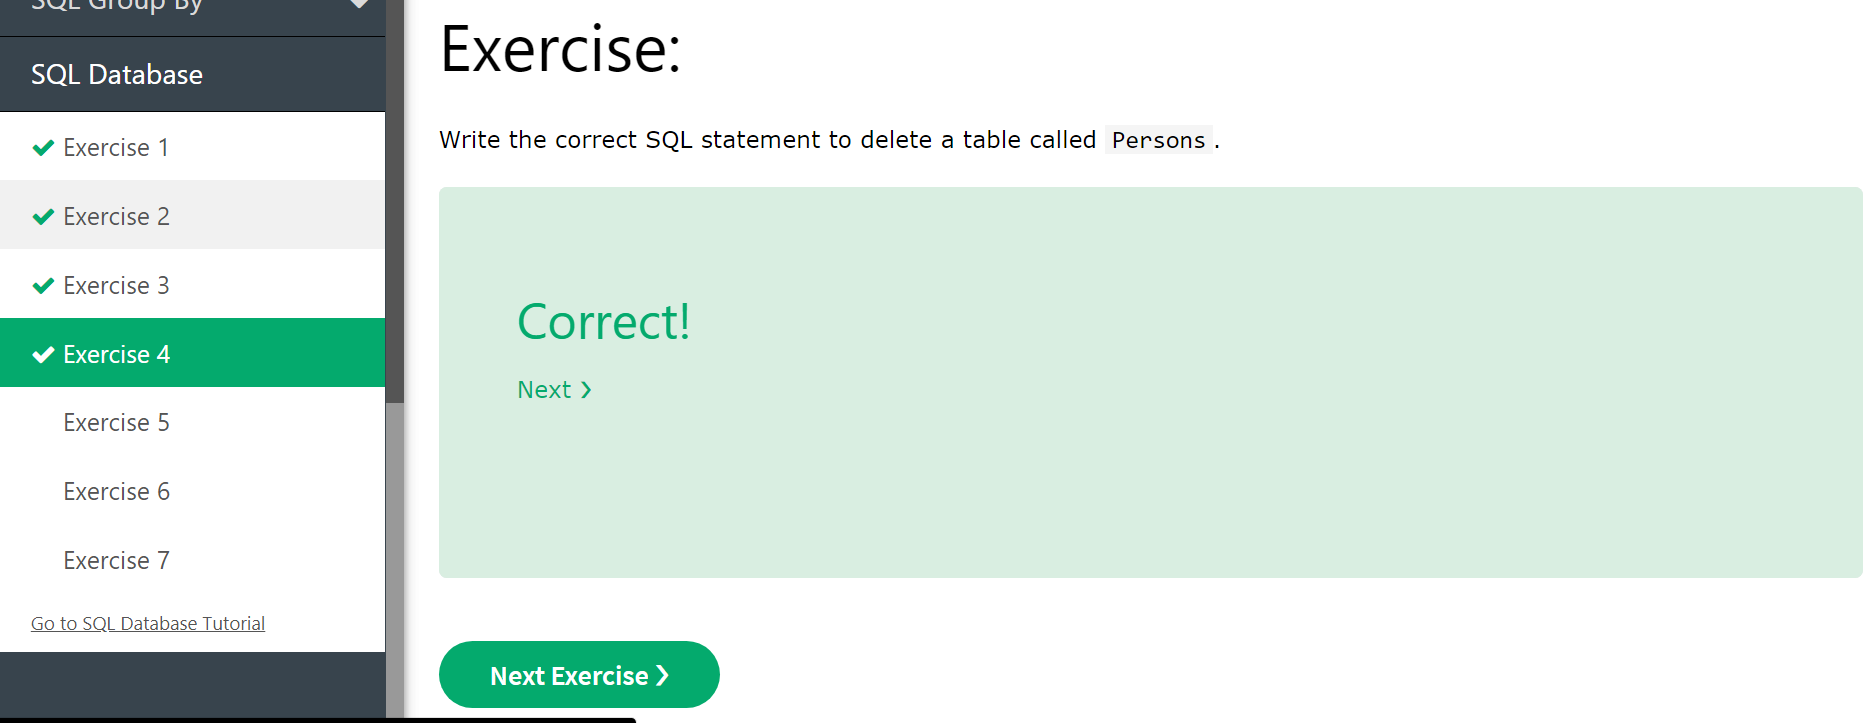 SQL Group By
SQL Database
Exercise 1
Exercise 2
Exercise 3
Exercise 4
Exercise 5
Exercise 6
Exercise 7
Go to SQL Database Tutorial
Exercise:
Write the correct SQL statement to delete a table called Persons.
Correct!
Next ❯
Next Exercise ❯